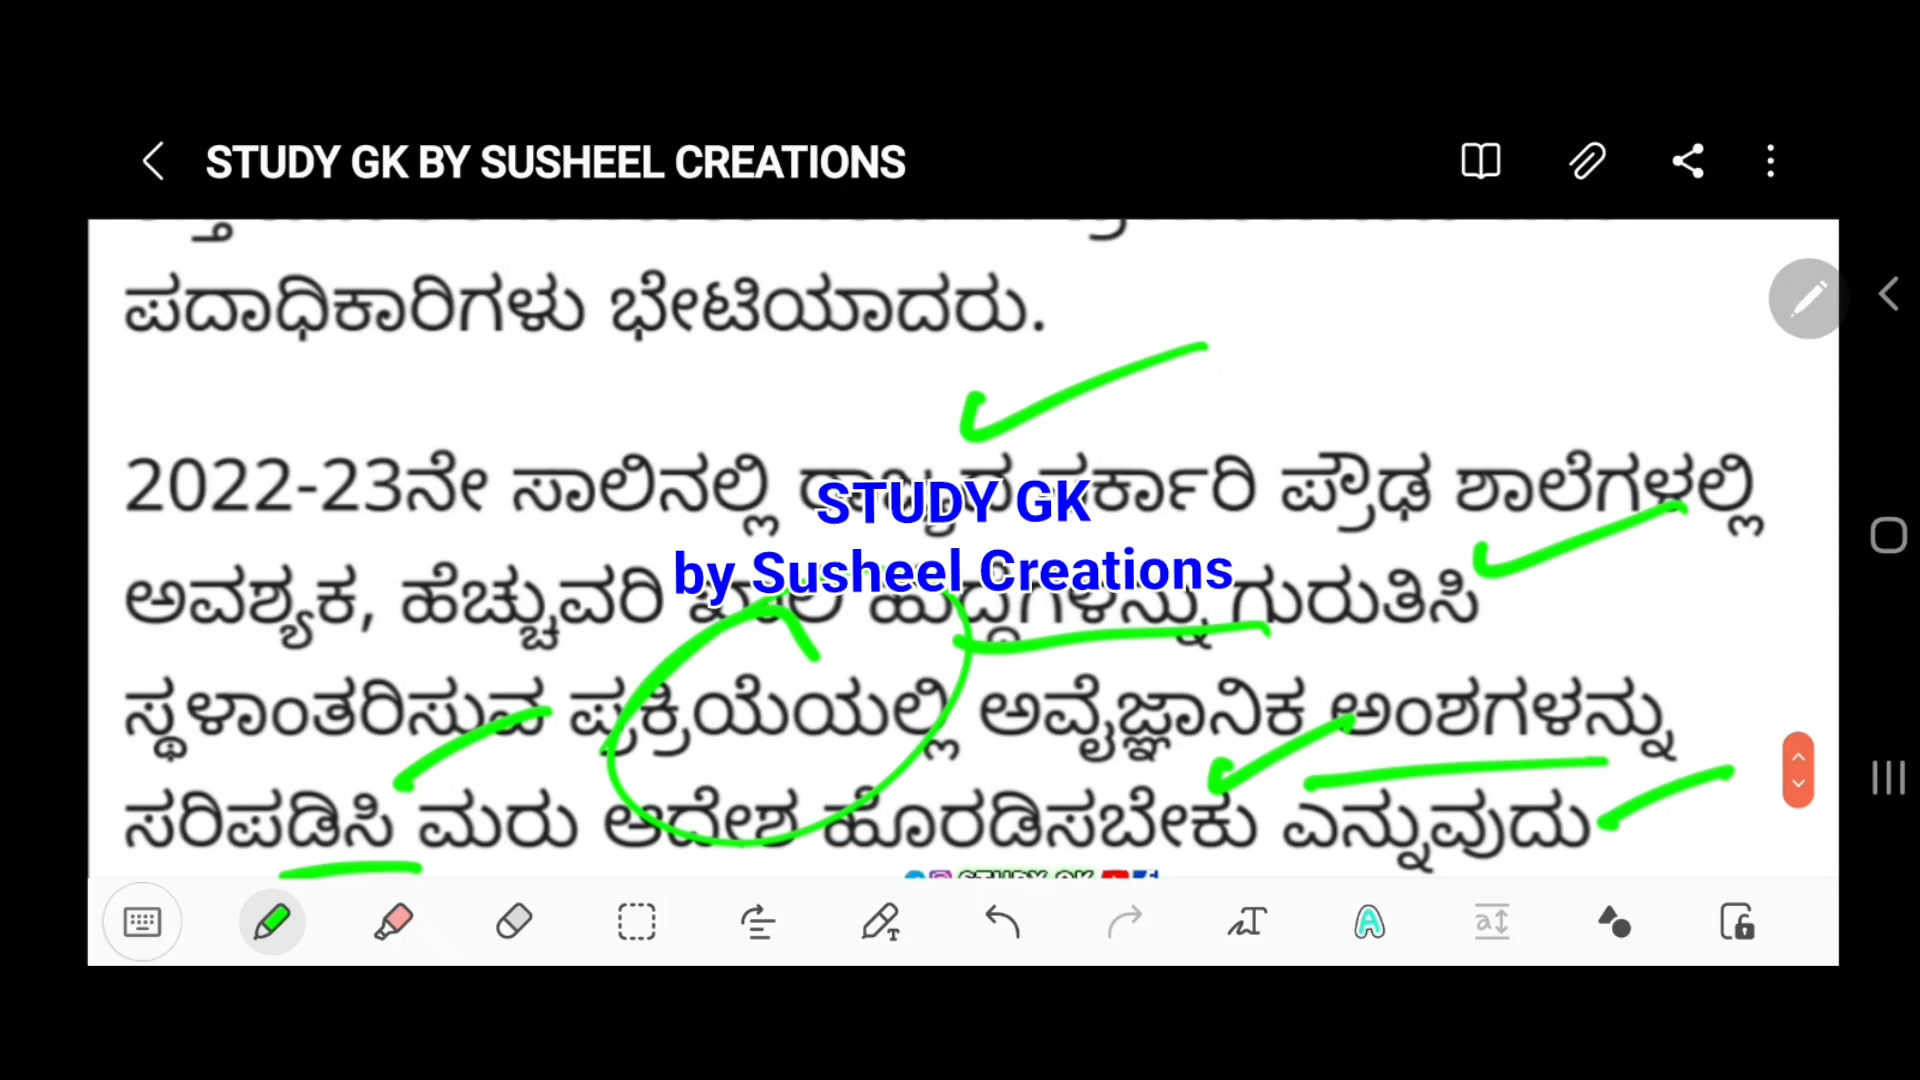 STUDY GK BY SUSHEEL CREATIONS
ಪದಾಧಿಕಾರಿಗಳು ಭೇಟಿಯಾದರು.
2022-23ನೇ ಸಾಲಿನಲ್ಲಿ ಸರ್ಕಾರಿ ಪ್ರೌಢ ಶಾಲೆಗಳಲ್ಲಿ
STUDY GK
by Susheel Creations
ಅವಶ್ಯಕ, ಹೆಚ್ಚುವರಿ ಹುದ್ದೆಗಳನ್ನು ಗುರುತಿಸಿ
ಸ್ಥಳಾಂತರಿಸುವ ಪ್ರಕ್ರಿಯೆಯಲ್ಲಿ ಅವೈಜ್ಞಾನಿಕ ಅಂಶಗಳನ್ನು
ಸರಿಪಡಿಸಿ ಮರು ಆದೇಶ ಹೊರಡಿಸಬೇಕು ಎನ್ನುವುದು